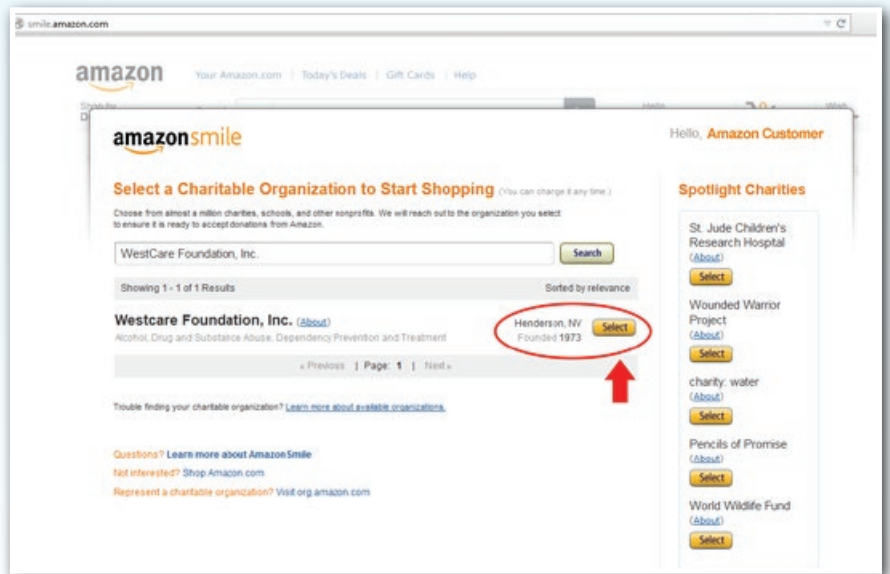 smile.amazon.com
amazon
Your Amazon.com | Today's Deals | Gift Cards | Help
Shop by
Hello
Wish
amazonsmile
Hello, Amazon Customer
Select a Charitable Organization to Start Shopping (You can change it any time.)
Choose from almost a million charities, schools, and other nonprofits. We will reach out to the organization you select
to ensure it is ready to accept donations from Amazon.
WestCare Foundation, Inc.
Search
Showing 1 - 1 of 1 Results
Sorted by relevance
Westcare Foundation, Inc. (About)
Alcohol, Drug and Substance Abuse, Dependency Prevention and Treatment
Henderson, NV
Founded 1973
Select
« Previous | Page: 1 | Next »
Trouble finding your charitable organization? Learn more about available organizations.
Questions? Learn more about AmazonSmile
Not interested? Shop Amazon.com
Represent a charitable organization? Visit org.amazon.com
Spotlight Charities
St. Jude Children's
Research Hosptal
(About)
Select
Wounded Warrior
Project
(About)
Select
charity: water
(About)
Select
Pencils of Promise
(About)
Select
World Wildlife Fund
(About)
Select